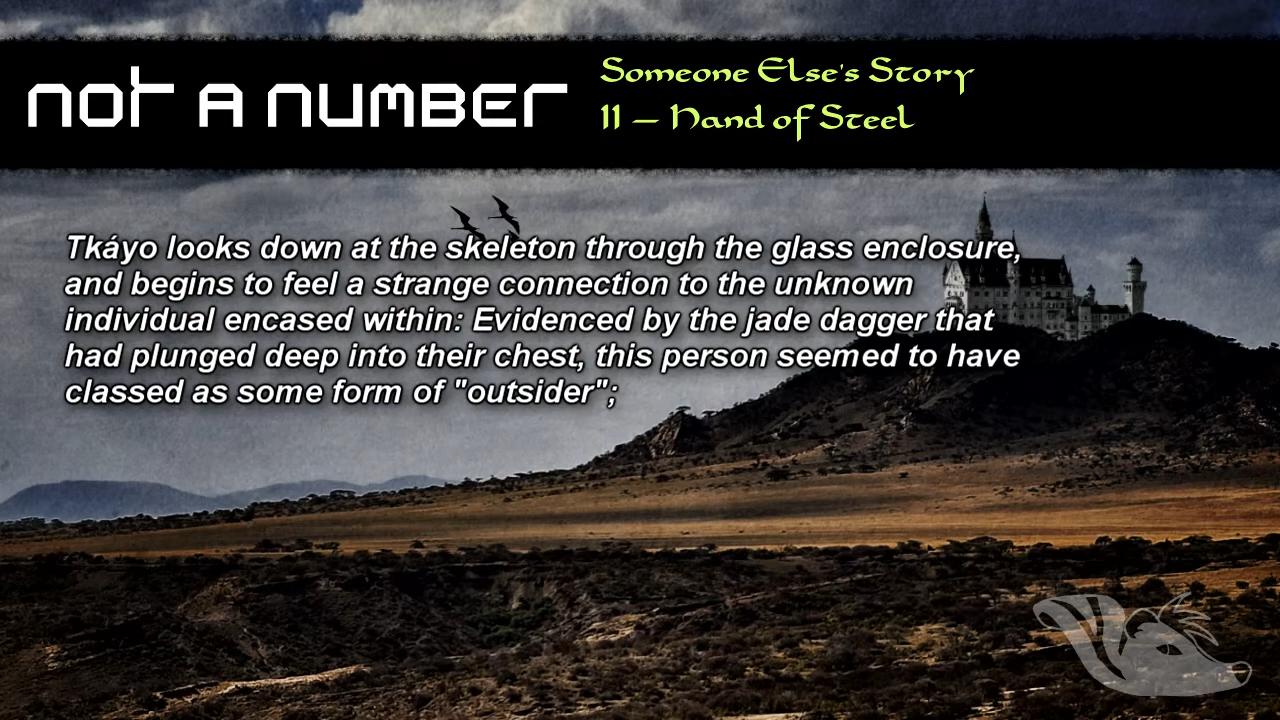 not a number
Someone Else's Story
II — Hand of Steel
Tkáyo looks down at the skeleton through the glass enclosure,
and begins to feel a strange connection to the unknown
individual encased within: Evidenced by the jade dagger that
had plunged deep into their chest, this person seemed to have
classed as some form of "outsider";